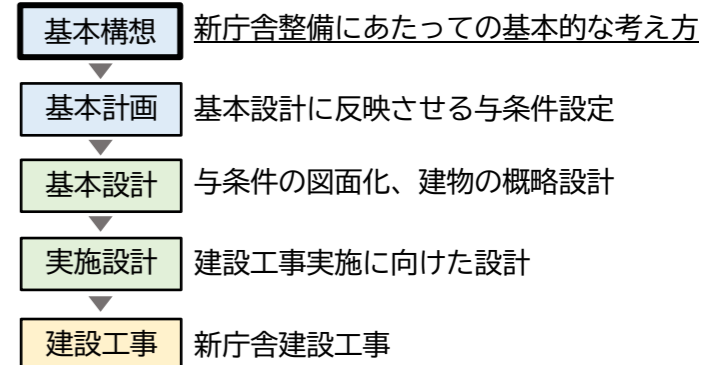 基本構想 新庁舎整備にあたっての基本的な考え方
基本計画 基本設計に反映させる与条件設定
基本設計 与条件の図面化、建物の概略設計
実施設計 建設工事実施に向けた設計
建設工事 新庁舎建設工事